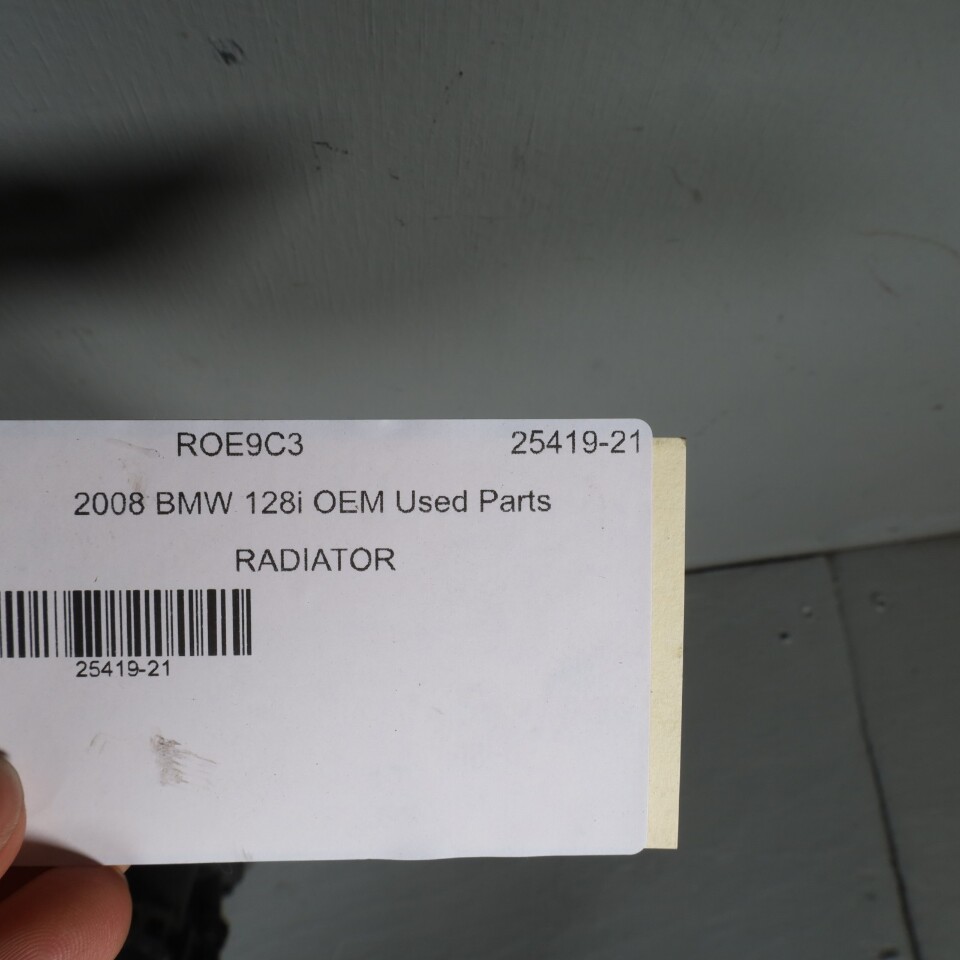 ROE9C3 25419-21
2008 BMW 128i OEM Used Parts
RADIATOR
25419-21